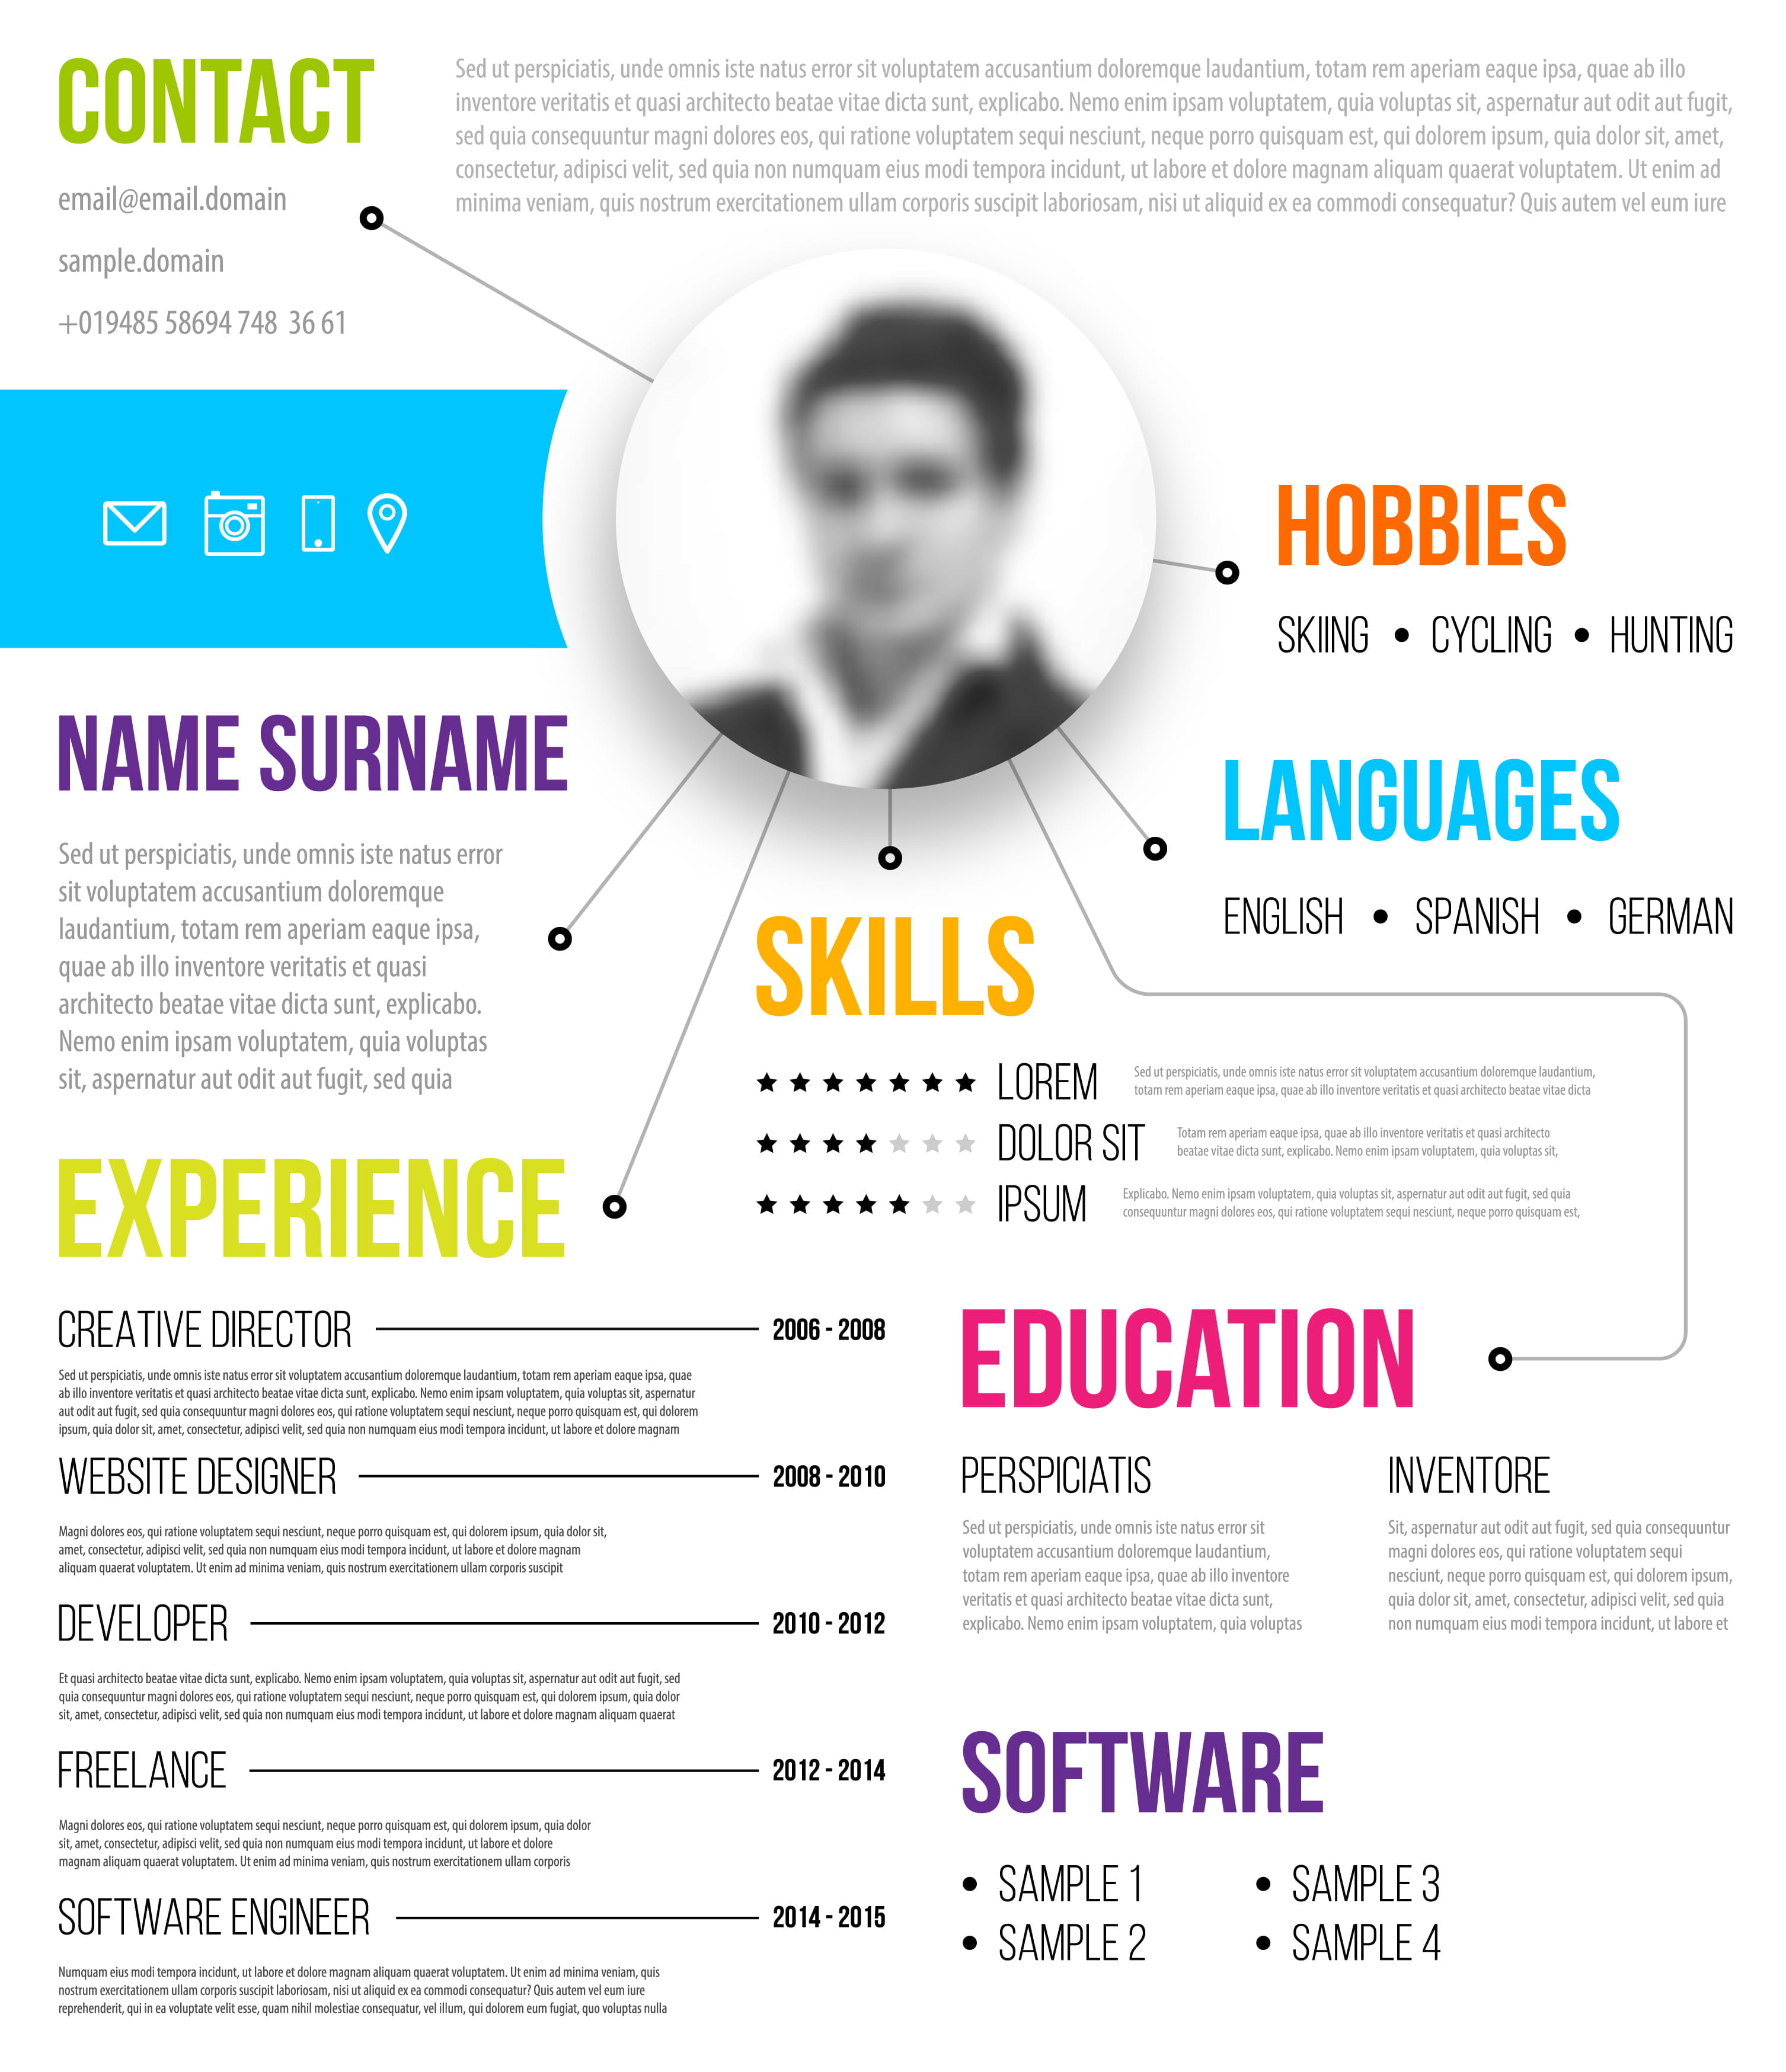 CONTACT
email@email.domain
sample.domain
+019485 58694 748 36 61
Sed ut perspiciatis, unde omnis iste natus error sit voluptatem accusantium doloremque laudantium, totam rem aperiam eaque ipsa, quae ab illo
inventore veritatis et quasi architecto beatae vitae dicta sunt, explicabo. Nemo enim ipsam voluptatem, quia voluptas sit, aspernatur aut odit aut fugit,
sed quia consequuntur magni dolores eos, qui ratione voluptatem sequi nesciunt, neque porro quisquam est, qui dolorem ipsum, quia dolor sit, amet,
consectetur, adipisci velit, sed quia non numquam eius modi tempora incidunt, ut labore et dolore magnam aliquam quaerat voluptatem. Ut enim ad
minima veniam, quis nostrum exercitationem ullam corporis suscipit laboriosam, nisi ut aliquid ex ea commodi consequatur? Quis autem vel eum iure
HOBBIES
SKIING • CYCLING • HUNTING
LANGUAGES
ENGLISH • SPANISH • GERMAN
NAME SURNAME
Sed ut perspiciatis, unde omnis iste natus error
sit voluptatem accusantium doloremque
laudantium, totam rem aperiam eaque ipsa,
quae ab illo inventore veritatis et quasi
architecto beatae vitae dicta sunt, explicabo.
Nemo enim ipsam voluptatem, quia voluptas
sit, aspernatur aut odit aut fugit, sed quia
SKILLS
LOREM
Sed ut perspiciatis, unde omnis iste natus error sit voluptatem accusantium doloremque laudantium,
totam rem aperiam eaque ipsa, quae ab illo inventore veritatis et quasi architecto beatae vitae dicta
DOLOR SIT
Totam rem aperiam eaque ipsa, quae ab illo inventore veritatis et quasi architecto
beatae vitae dicta sunt, explicabo. Nemo enim ipsam voluptatem, quia voluptas sit,
IPSUM
Explicabo. Nemo enim ipsam voluptatem, quia voluptas sit, aspernatur aut odit aut fugit, sed quia
consequuntur magni dolores eos, qui ratione voluptatem sequi nesciunt, neque porro quisquam est,
EXPERIENCE
CREATIVE DIRECTOR 2006 - 2008
Sed ut perspiciatis, unde omnis iste natus error sit voluptatem accusantium doloremque laudantium, totam rem aperiam eaque ipsa, quae
ab illo inventore veritatis et quasi architecto beatae vitae dicta sunt, explicabo. Nemo enim ipsam voluptatem, quia voluptas sit, aspernatur
aut odit aut fugit, sed quia consequuntur magni dolores eos, qui ratione voluptatem sequi nesciunt, neque porro quisquam est, qui dolorem
ipsum, quia dolor sit, amet, consectetur, adipisci velit, sed quia non numquam eius modi tempora incidunt, ut labore et dolore magnam
WEBSITE DESIGNER 2008 - 2010
Magni dolores eos, qui ratione voluptatem sequi nesciunt, neque porro quisquam est, qui dolorem ipsum, quia dolor sit,
amet, consectetur, adipisci velit, sed quia non numquam eius modi tempora incidunt, ut labore et dolore magnam
aliquam quaerat voluptatem. Ut enim ad minima veniam, quis nostrum exercitationem ullam corporis suscipit
DEVELOPER 2010 - 2012
Et quasi architecto beatae vitae dicta sunt, explicabo. Nemo enim ipsam voluptatem, quia voluptas sit, aspernatur aut odit aut fugit, sed
quia consequuntur magni dolores eos, qui ratione voluptatem sequi nesciunt, neque porro quisquam est, qui dolorem ipsum, quia dolor
sit, amet, consectetur, adipisci velit, sed quia non numquam eius modi tempora incidunt, ut labore et dolore magnam aliquam quaerat
FREELANCE 2012 - 2014
Magni dolores eos, qui ratione voluptatem sequi nesciunt, neque porro quisquam est, qui dolorem ipsum, quia dolor
sit, amet, consectetur, adipisci velit, sed quia non numquam eius modi tempora incidunt, ut labore et dolore
magnam aliquam quaerat voluptatem. Ut enim ad minima veniam, quis nostrum exercitationem ullam corporis
SOFTWARE ENGINEER 2014 - 2015
Numquam eius modi tempora incidunt, ut labore et dolore magnam aliquam quaerat voluptatem. Ut enim ad minima veniam, quis
nostrum exercitationem ullam corporis suscipit laboriosam, nisi ut aliquid ex ea commodi consequatur? Quis autem vel eum iure
reprehenderit, qui in ea voluptate velit esse, quam nihil molestiae consequatur, vel illum, qui dolorem eum fugiat, quo voluptas nulla
EDUCATION
PERSPICIATIS
Sed ut perspiciatis, unde omnis iste natus error sit
voluptatem accusantium doloremque laudantium,
totam rem aperiam eaque ipsa, quae ab illo inventore
veritatis et quasi architecto beatae vitae dicta sunt,
explicabo. Nemo enim ipsam voluptatem, quia voluptas
INVENTORE
Sit, aspernatur aut odit aut fugit, sed quia consequuntur
magni dolores eos, qui ratione voluptatem sequi
nesciunt, neque porro quisquam est, qui dolorem ipsum,
quia dolor sit, amet, consectetur, adipisci velit, sed quia
non numquam eius modi tempora incidunt, ut labore et
SOFTWARE
• SAMPLE 1
• SAMPLE 2
• SAMPLE 3
• SAMPLE 4